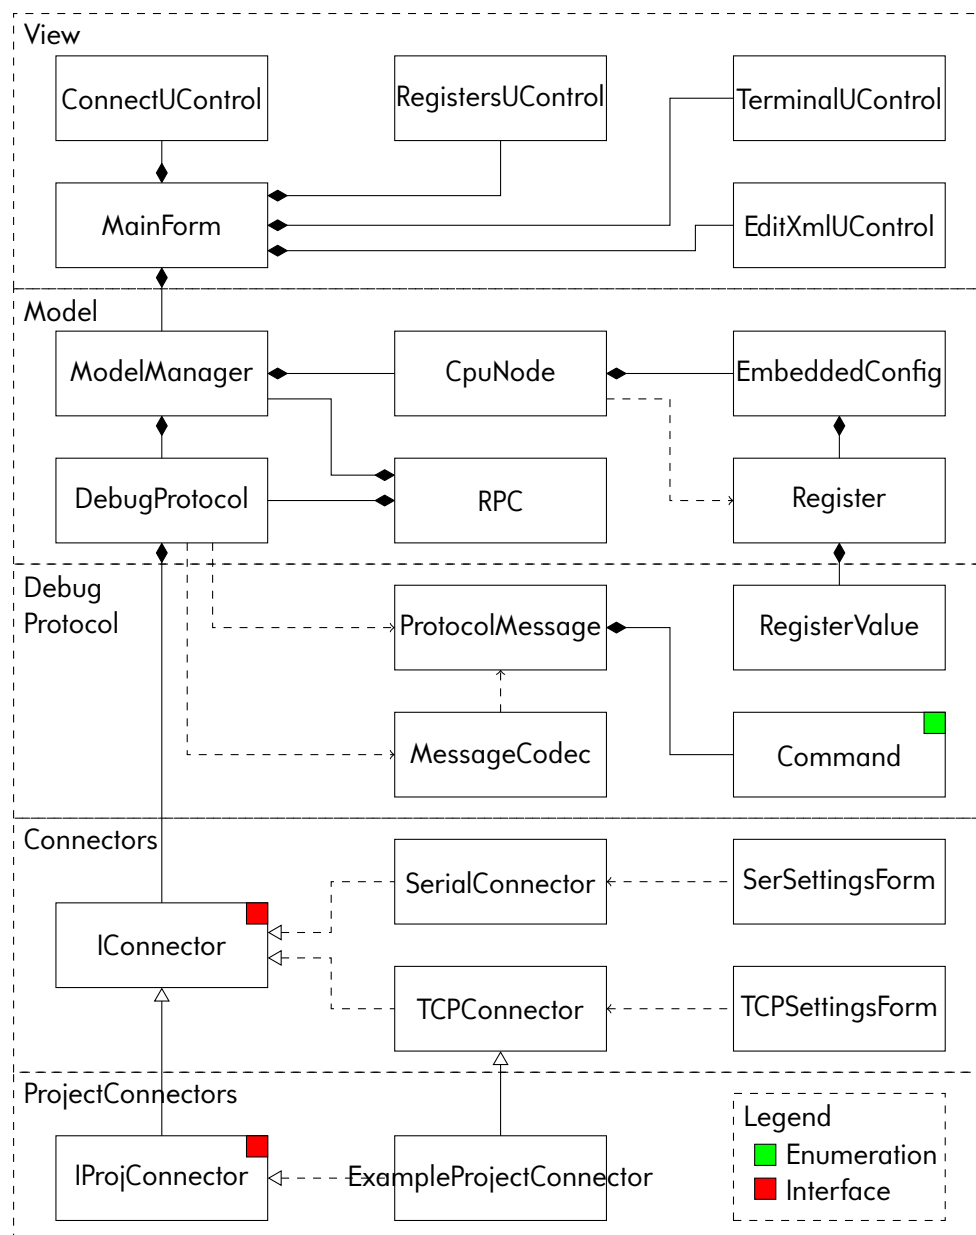 View
ConnectUControl
RegistersUControl
TerminalUControl
MainForm
EditXmlUControl
Model
ModelManager
CpuNode
EmbeddedConfig
DebugProtocol
RPC
Register
Debug
Protocol
ProtocolMessage
RegisterValue
MessageCodec
Command
Connectors
SerialConnector
SerSettingsForm
IConnector
TCPConnector
TCPSettingsForm
ProjectConnectors
IProjConnector
ExampleProjectConnector
Legend
Enumeration
Interface